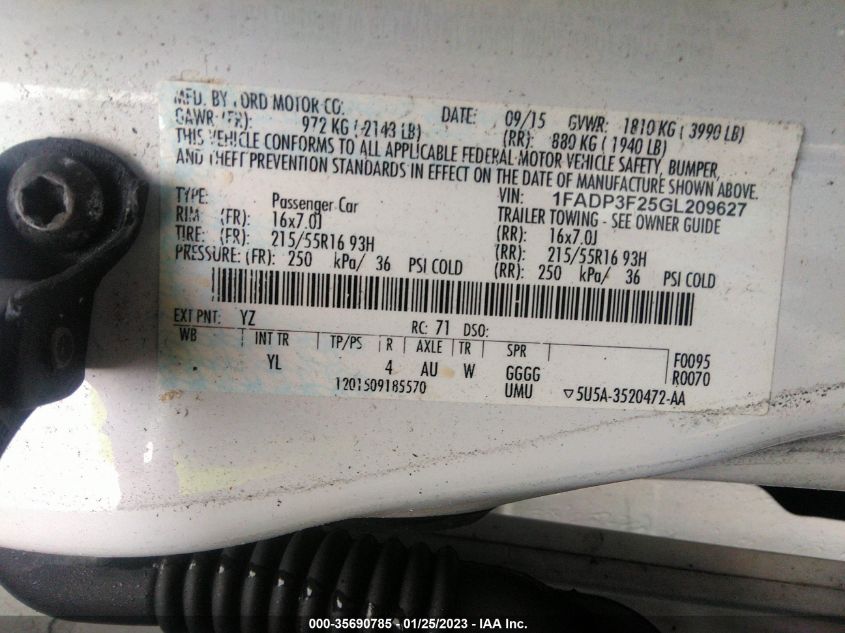 MFD. BY FORD MOTOR CO. DATE: 09/15 GVWR: 1810 KG ( 3990 LB)
GAWR (FR): 972 KG ( 2143 LB) (RR): 880 KG ( 1940 LB)
THIS VEHICLE CONFORMS TO ALL APPLICABLE FEDERAL MOTOR VEHICLE SAFETY, BUMPER,
AND THEFT PREVENTION STANDARDS IN EFFECT ON THE DATE OF MANUFACTURE SHOWN ABOVE.
TYPE: Passenger Car VIN: 1FADP3F25GL209627
TRAILER TOWING - SEE OWNER GUIDE
RIM (FR): 16x7.0J (RR): 16x7.0J
TIRE: (FR): 215/55R16 93H (RR): 215/55R16 93H
PRESSURE: (FR): 250 kPa/ 36 PSI COLD (RR): 250 kPa/ 36 PSI COLD
EXT PNT: YZ RC: 71 DSO:
WB INT TR TP/PS R AXLE TR SPR F0095
YL 4 AU W GGGG R0070
1201509185570 UMU ▽5U5A-3520472-AA
000-35690785 - 01/25/2023 - IAA Inc.